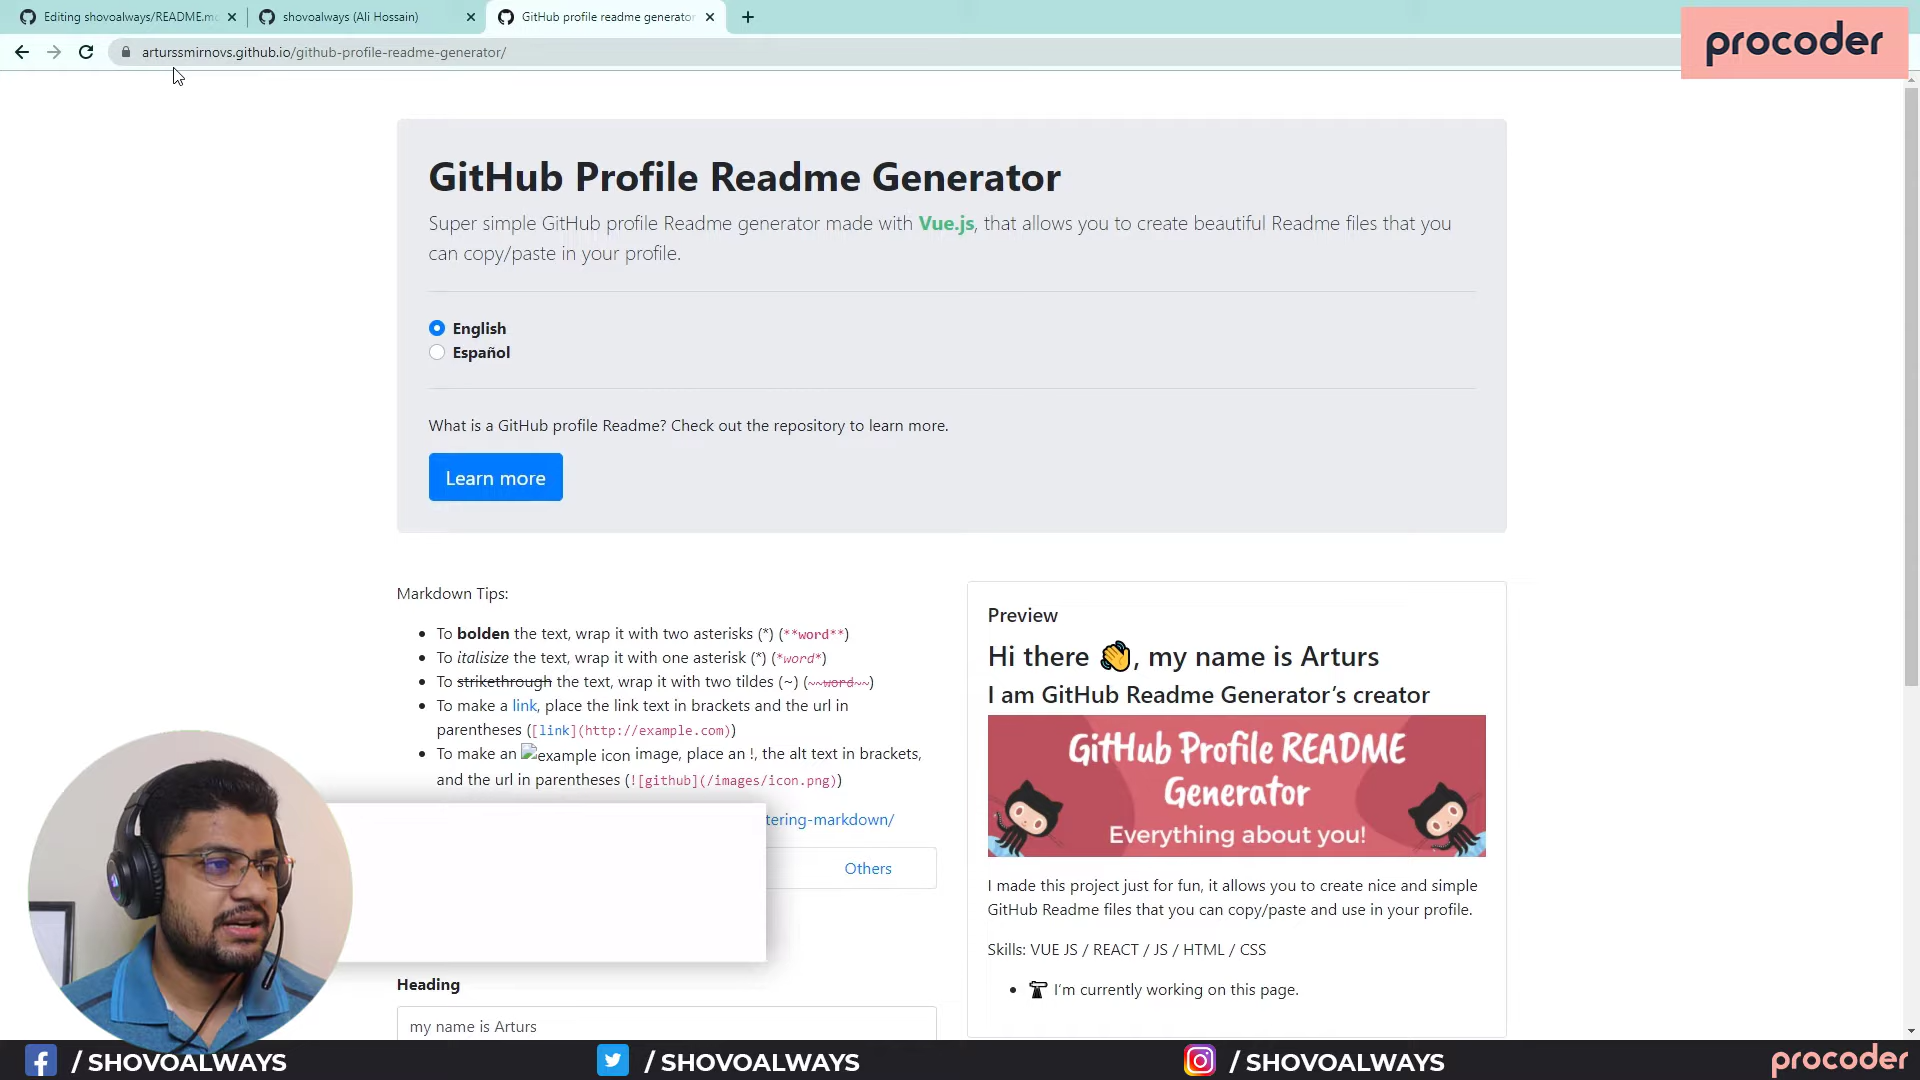 Editing shovoalways/README.m
shovoalways (Ali Hossain)
GitHub profile readme generator
arturssmirnovs.github.io/github-profile-readme-generator/
procoder
GitHub Profile Readme Generator
Super simple GitHub profile Readme generator made with Vue.js, that allows you to create beautiful Readme files that you
can copy/paste in your profile.
English
Español
What is a GitHub profile Readme? Check out the repository to learn more.
Learn more
Markdown Tips:
To bolden the text, wrap it with two asterisks (*) (**word**)
To italisize the text, wrap it with one asterisk (*) (*word*)
To strikethrough the text, wrap it with two tildes (~) (~~word~~)
To make a link, place the link text in brackets and the url in
parentheses ([link](http://example.com))
To make an example icon image, place an !, the alt text in brackets,
and the url in parentheses (![github](/images/icon.png))
tering-markdown/
Others
Heading
my name is Arturs
Preview
Hi there 👋, my name is Arturs
I am GitHub Readme Generator’s creator
GitHub Profile README
Generator
Everything about you!
I made this project just for fun, it allows you to create nice and simple
GitHub Readme files that you can copy/paste and use in your profile.
Skills: VUE JS / REACT / JS / HTML / CSS
I’m currently working on this page.
/ SHOVOALWAYS
/ SHOVOALWAYS
/ SHOVOALWAYS
procoder